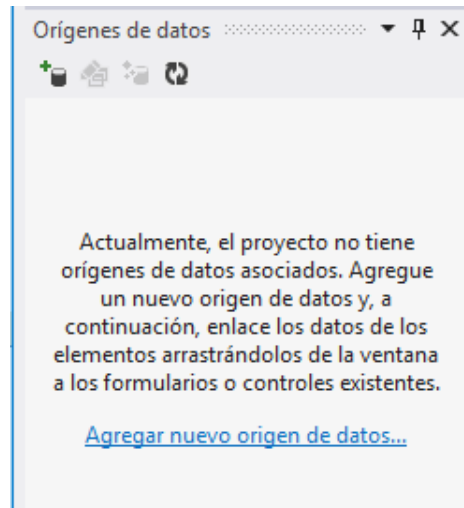 Orígenes de datos
Actualmente, el proyecto no tiene
orígenes de datos asociados. Agregue
un nuevo origen de datos y, a
continuación, enlace los datos de los
elementos arrastrándolos de la ventana
a los formularios o controles existentes.
Agregar nuevo origen de datos...